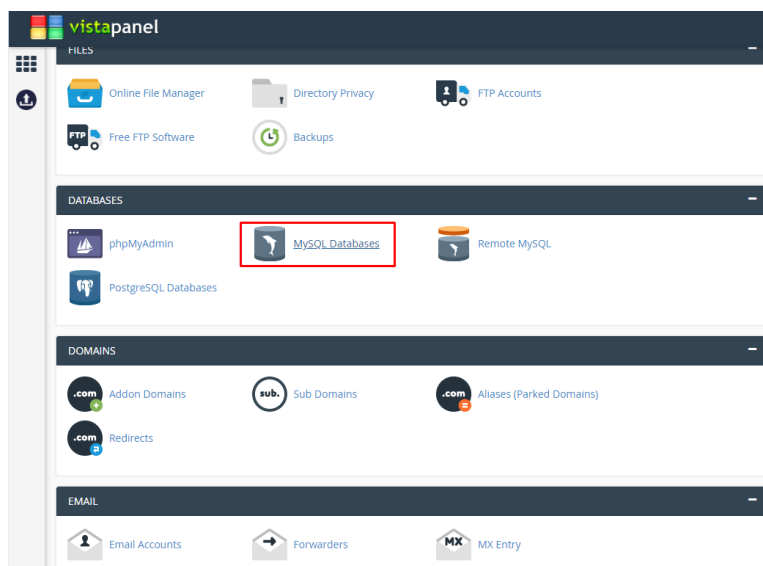 vistapanel
FILES
Online File Manager
Directory Privacy
FTP Accounts
FTP
Free FTP Software
Backups
DATABASES
phpMyAdmin
MySQL Databases
Remote MySQL
PostgreSQL Databases
DOMAINS
.com
Addon Domains
sub.
Sub Domains
.com
Aliases (Parked Domains)
.com
Redirects
EMAIL
Email Accounts
Forwarders
MX
MX Entry